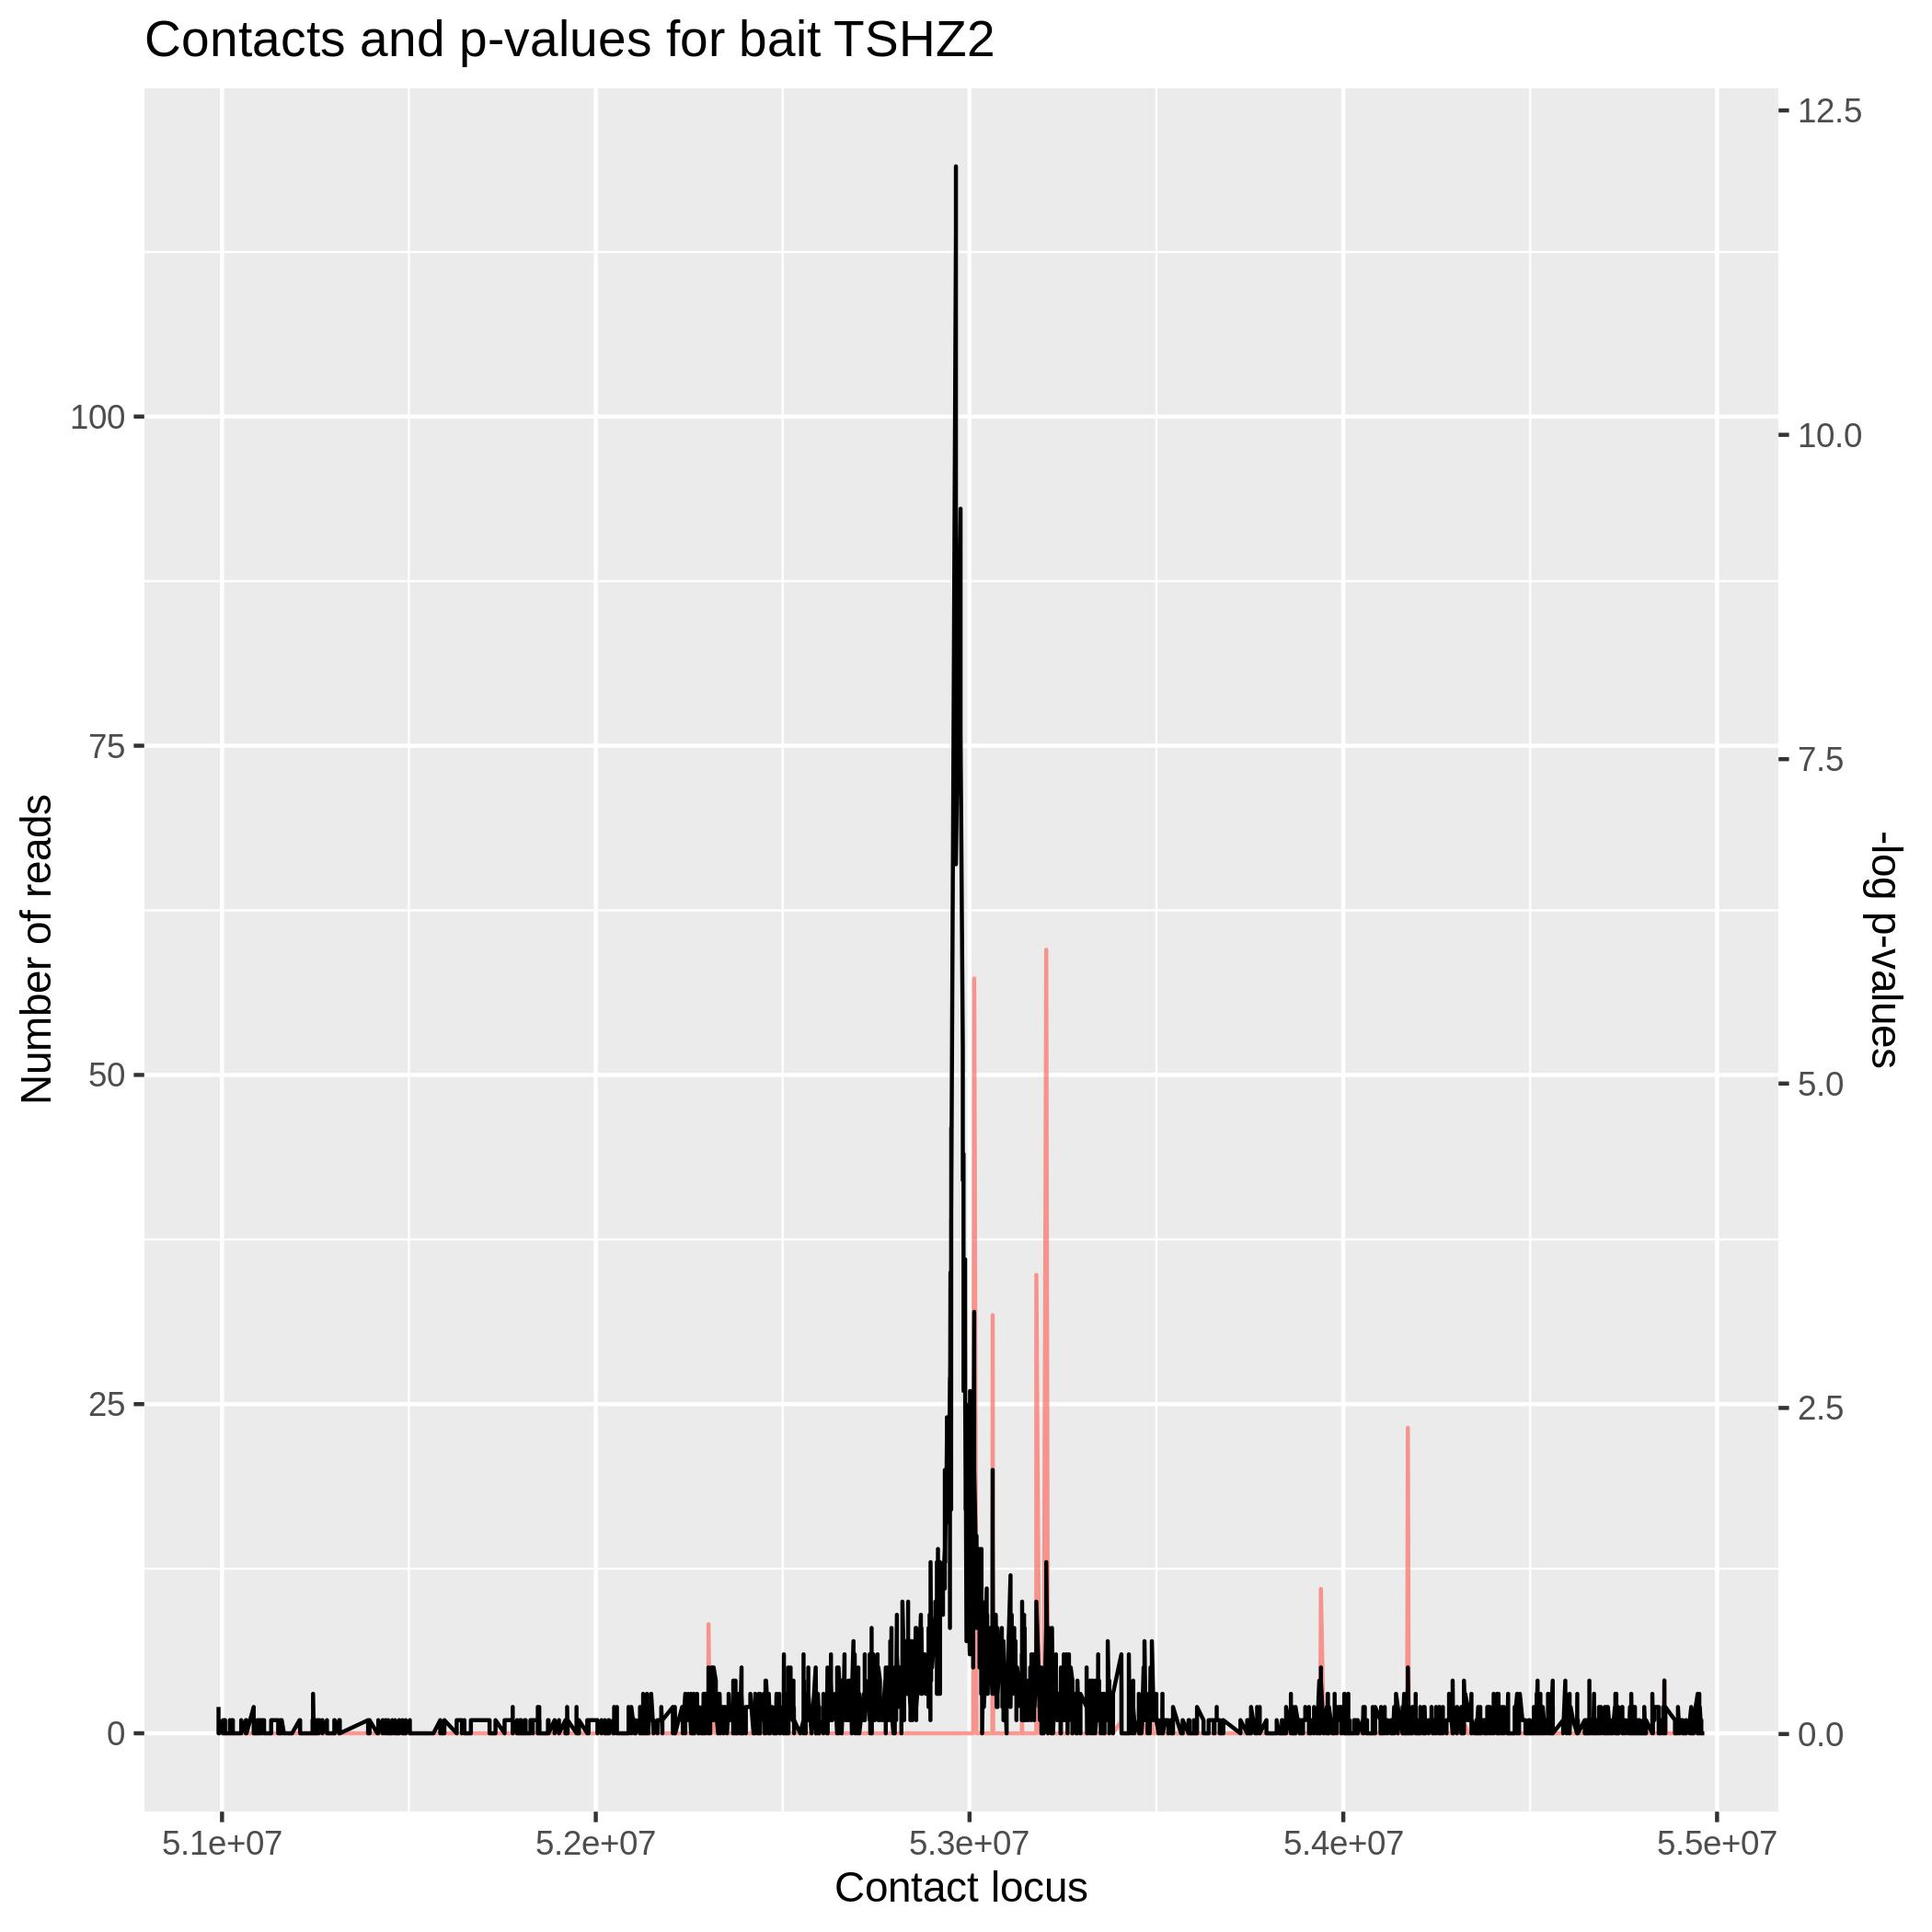 Contacts and p-values for bait TSHZ2
12.5
100
10.0
75
7.5
Number of reads
-log p-values
50
5.0
25
2.5
0
0.0
5.1e+07 5.2e+07 5.3e+07 5.4e+07 5.5e+07
Contact locus